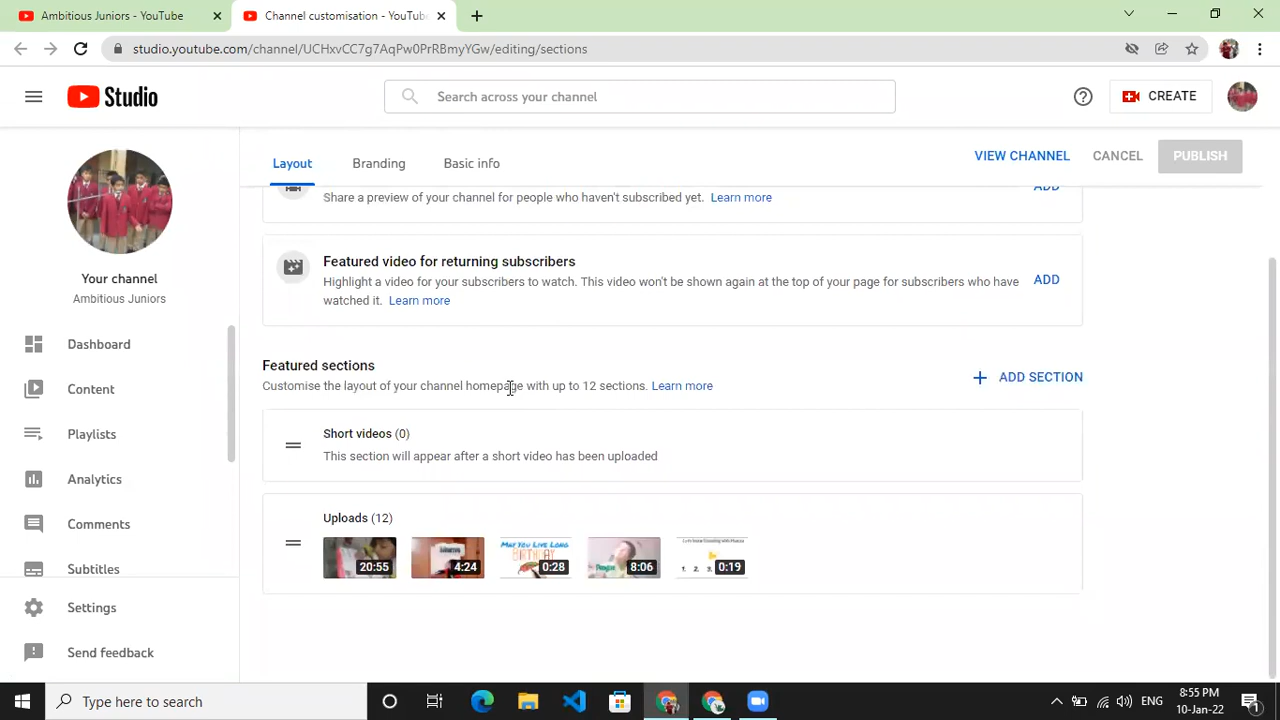 Ambitious Juniors - YouTube
Layout customisation - YouTube
studio.youtube.com/channel/UCHxvCC7g7AqPw0PrRBmyYGw/editing/sections
Studio
Search across your channel
CREATE
Layout
Branding
Basic info
VIEW CHANNEL
CANCEL
PUBLISH
Share a preview of your channel for people who haven't subscribed yet. Learn more
ADD
Your channel
Ambitious Juniors
Featured video for returning subscribers
Highlight a video for your subscribers to watch. This video won't be shown again at the top of your page for subscribers who have
watched it. Learn more
ADD
Dashboard
Content
Playlists
Analytics
Comments
Subtitles
Settings
Send feedback
Featured sections
Customise the layout of your channel homepage with up to 12 sections. Learn more
ADD SECTION
Short videos (0)
This section will appear after a short video has been uploaded
Uploads (12)
20:55
4:24
MAY YOU LIVE LONG
BIRTHDAY
0:28
8:06
1. 2. 3.
0:19
Type here to search
ENG
8:55 PM
10-Jan-22
1